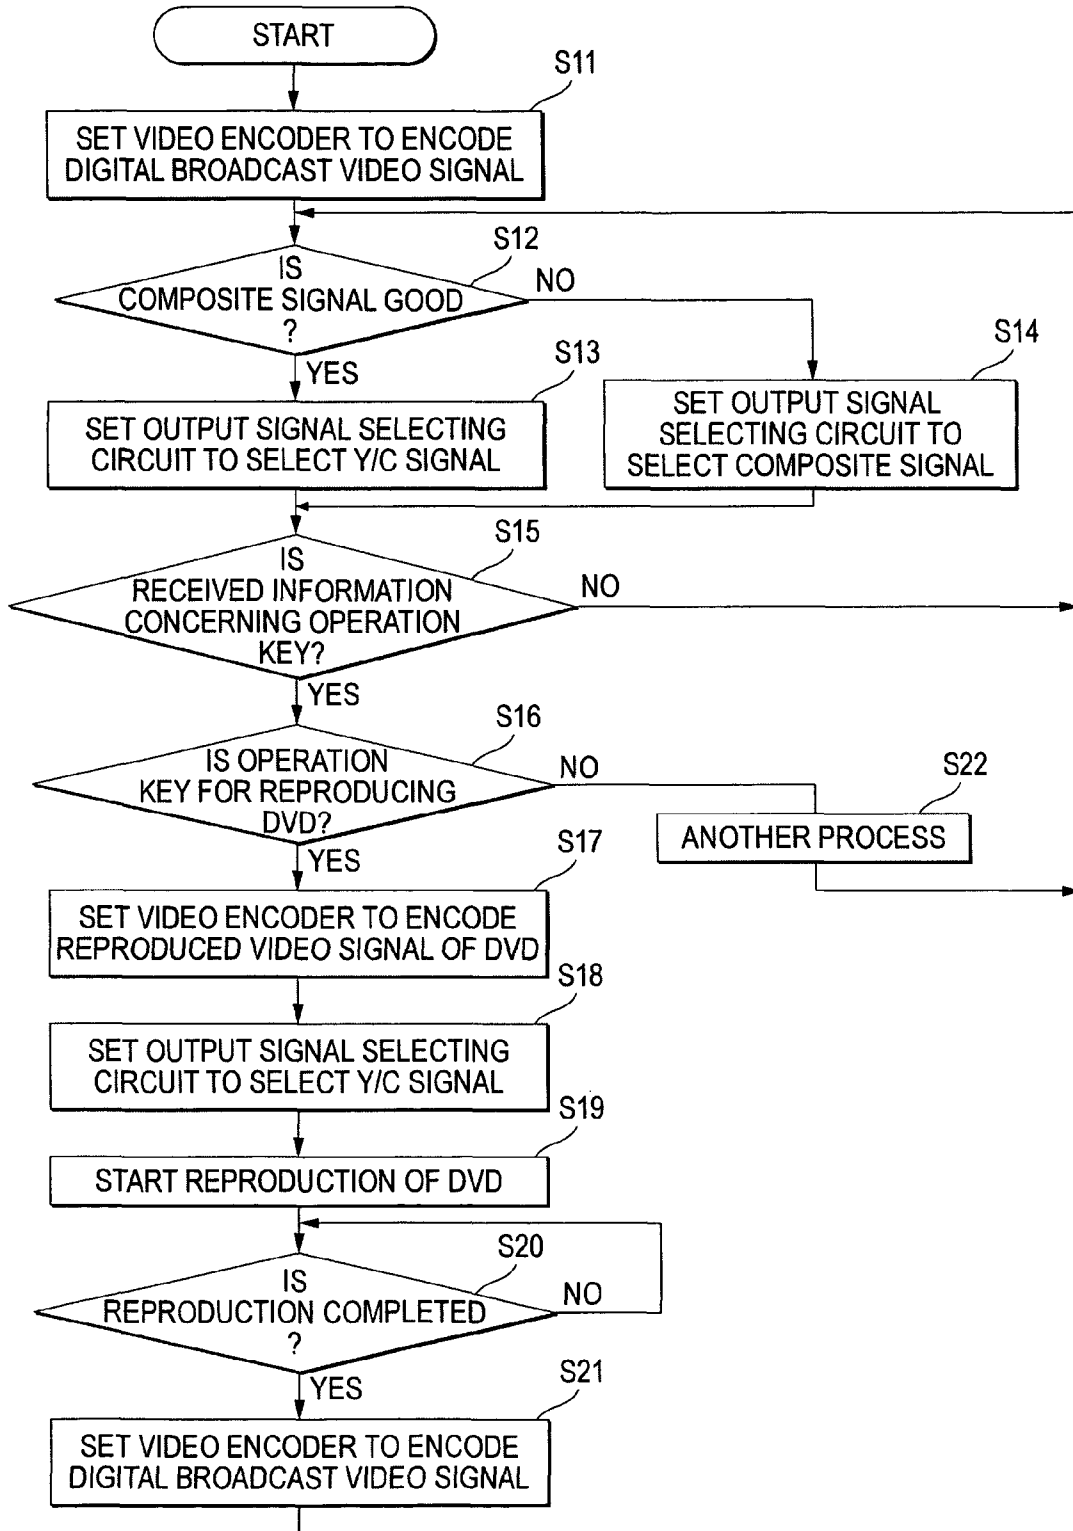 START
S11
SET VIDEO ENCODER TO ENCODE
DIGITAL BROADCAST VIDEO SIGNAL
S12
IS
COMPOSITE SIGNAL GOOD
?
NO
YES
S13
SET OUTPUT SIGNAL SELECTING
CIRCUIT TO SELECT Y/C SIGNAL
S14
SET OUTPUT SIGNAL
SELECTING CIRCUIT TO
SELECT COMPOSITE SIGNAL
S15
IS
RECEIVED INFORMATION
CONCERNING OPERATION
KEY?
NO
YES
S16
IS OPERATION
KEY FOR REPRODUCING
DVD?
NO
YES
S22
ANOTHER PROCESS
S17
SET VIDEO ENCODER TO ENCODE
REPRODUCED VIDEO SIGNAL OF DVD
S18
SET OUTPUT SIGNAL SELECTING
CIRCUIT TO SELECT Y/C SIGNAL
S19
START REPRODUCTION OF DVD
S20
IS
REPRODUCTION COMPLETED
?
NO
YES
S21
SET VIDEO ENCODER TO ENCODE
DIGITAL BROADCAST VIDEO SIGNAL